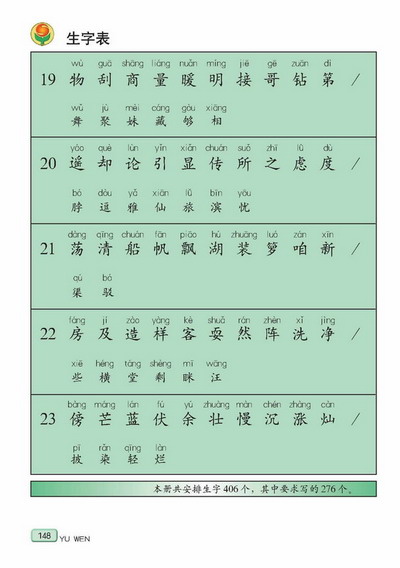 生字表
wù guā shāng liáng nuǎn míng jiē gē zuān dì
19 物 刮 商 量 暖 明 接 哥 钻 第 /
wǔ jù mèi cáng gòu xiāng
舞 聚 妹 藏 够 相
yáo què lùn yǐn xiǎn chuán suǒ zhī lǜ dù
20 遥 却 论 引 显 传 所 之 虑 度 /
bó dòu yǎ xiān lǚ bīn yōu
脖 逗 雅 仙 旅 滨 忧
dàng qīng chuán fān piāo hú zhuāng luó zán xīn
21 荡 清 船 帆 飘 湖 装 箩 咱 新 /
qú bó
渠 驳
fáng jí zào yàng kè shuǎ rán zhèn xǐ jìng
22 房 及 造 样 客 耍 然 阵 洗 净 /
xiē héng táng shèng mī wāng
些 横 堂 剩 眯 汪
bàng máng lán fú yú zhuàng màn chén zhàng càn
23 傍 芒 蓝 伏 余 壮 慢 沉 涨 灿 /
pī rǎn qīng làn
披 染 轻 烂
本册共安排生字406个，其中要求写的276个。
148 YU WEN